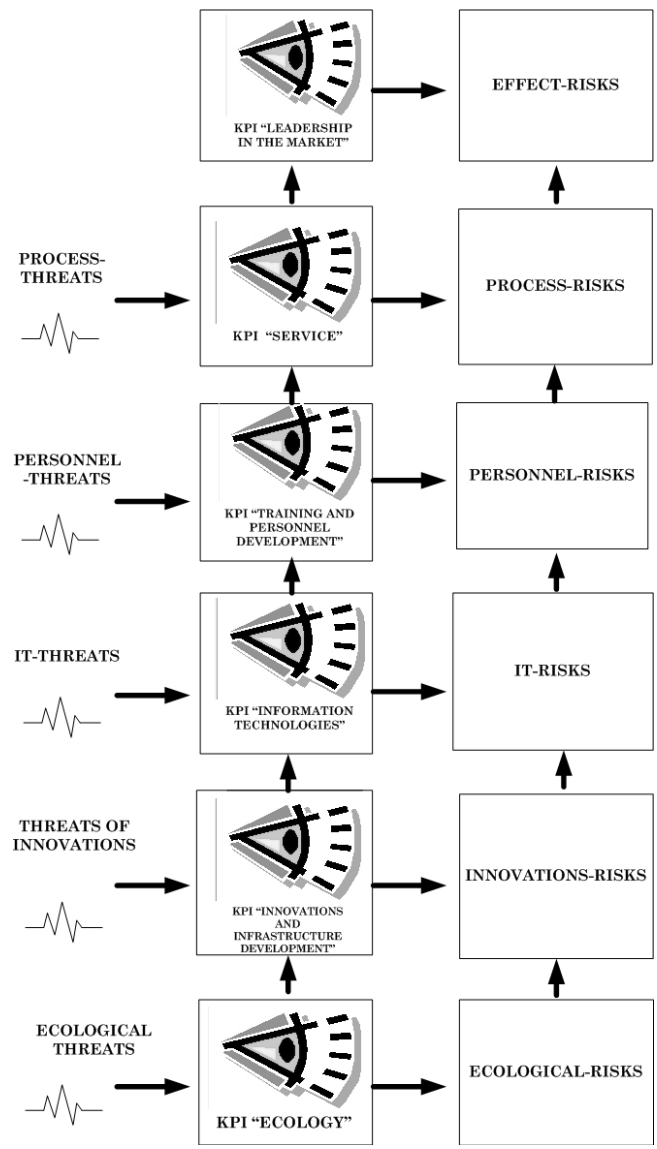 KPI “LEADERSHIP
IN THE MARKET”
EFFECT-RISKS
PROCESS-
THREATS
KPI “SERVICE”
PROCESS-RISKS
PERSONNEL
-THREATS
KPI “TRAINING AND
PERSONNEL
DEVELOPMENT”
PERSONNEL-RISKS
IT-THREATS
KPI “INFORMATION
TECHNOLOGIES”
IT-RISKS
THREATS OF
INNOVATIONS
KPI “INNOVATIONS
AND
INFRASTRUCTURE
DEVELOPMENT”
INNOVATIONS-RISKS
ECOLOGICAL
THREATS
KPI “ECOLOGY”
ECOLOGICAL-RISKS